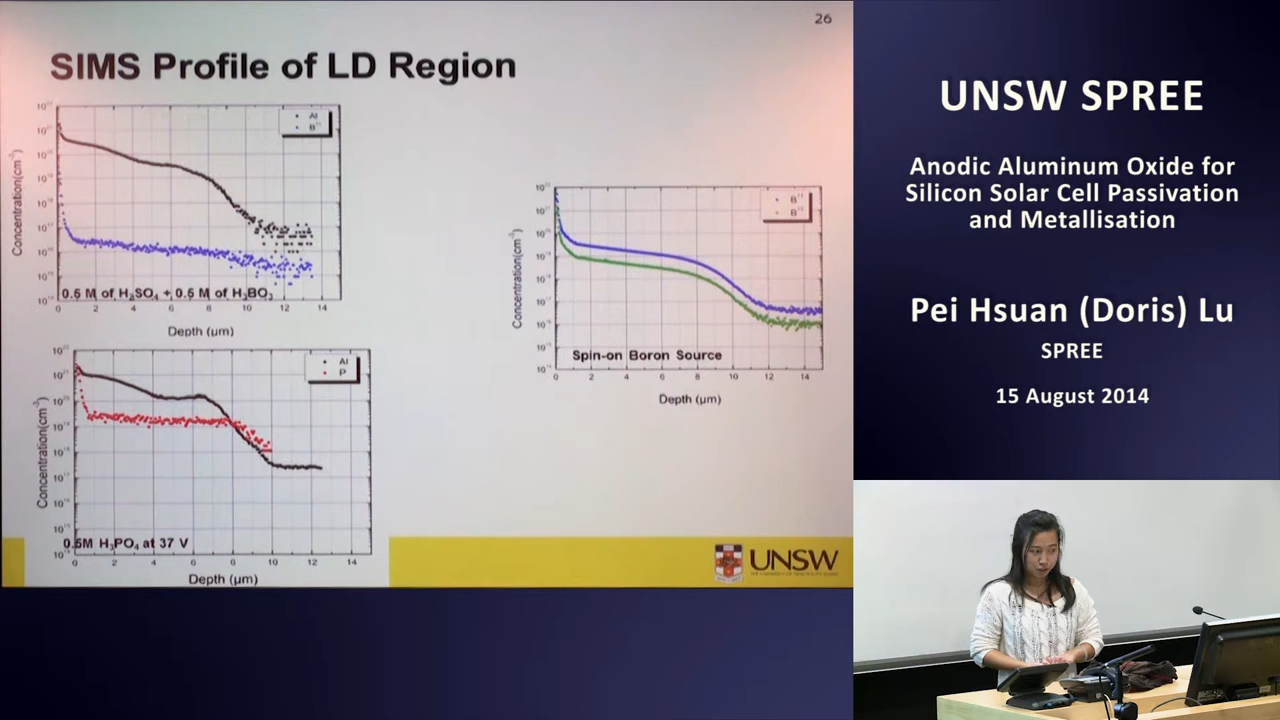 26
SIMS Profile of LD Region
Al
B
Concentration(cm⁻³)
0.5 M of H₂SO₄ + 0.5 M of H₃BO₃
0 2 4 6 8 10 12 14
Depth (µm)
Al
P
Concentration(cm⁻³)
0.5M H₃PO₄ at 37 V
0 2 4 6 8 10 12 14
Depth (µm)
B
B
Concentration(cm⁻³)
Spin-on Boron Source
0 2 4 6 8 10 12 14
Depth (µm)
UNSW
UNSW SPREE
Anodic Aluminum Oxide for
Silicon Solar Cell Passivation
and Metallisation
Pei Hsuan (Doris) Lu
SPREE
15 August 2014